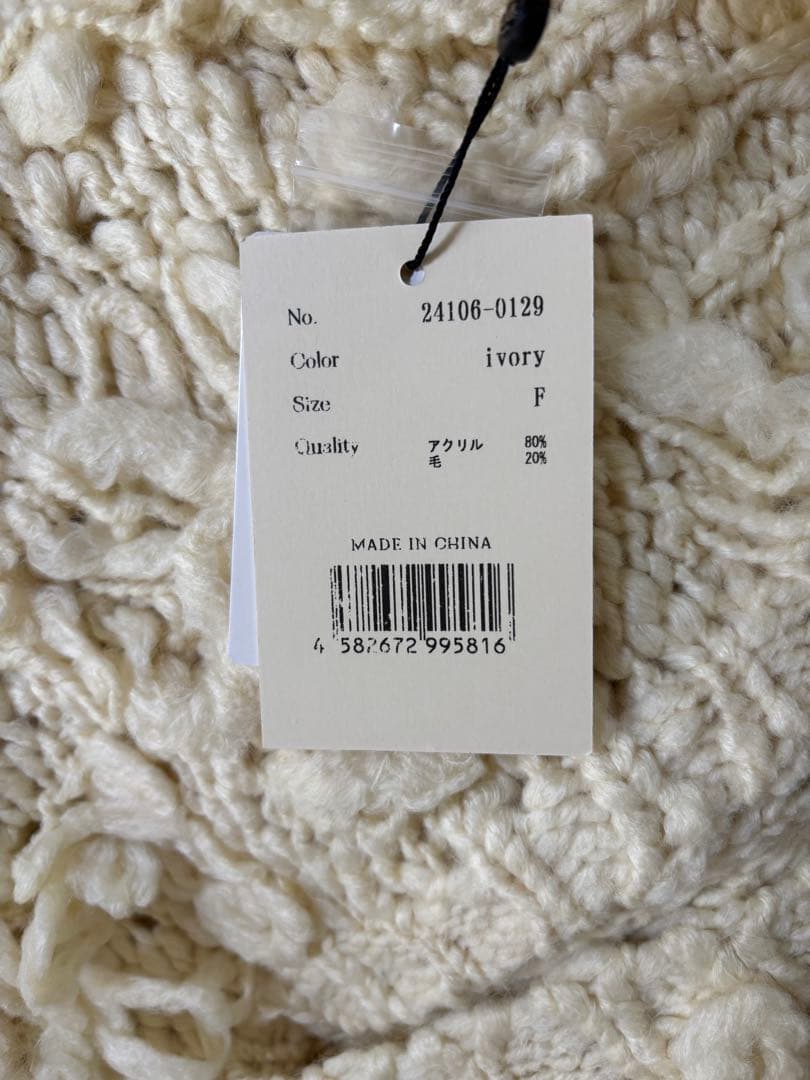 No. 24106-0129
Color ivory
Size F
Quality アクリル 80%
毛 20%
MADE IN CHINA
4 582672 995816